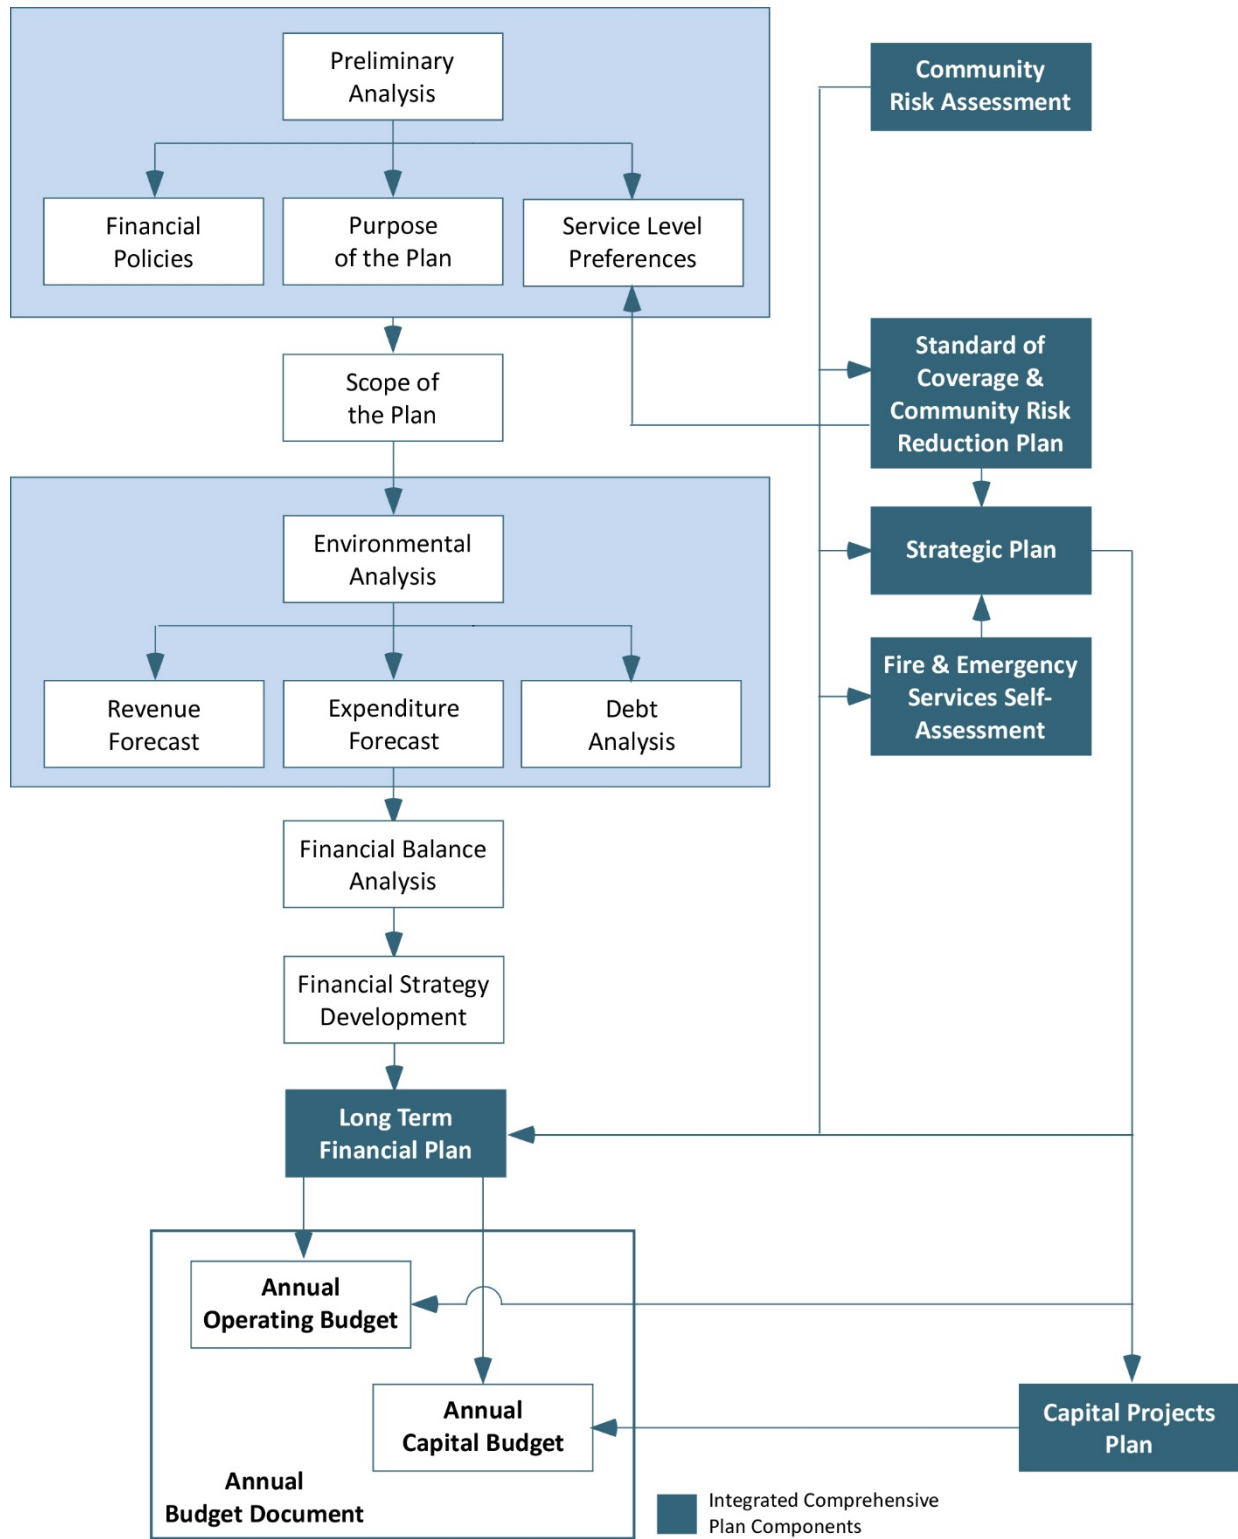 Preliminary
Analysis
Community
Risk Assessment
Financial
Policies
Purpose
of the Plan
Service Level
Preferences
Scope of
the Plan
Standard of
Coverage &
Community Risk
Reduction Plan
Environmental
Analysis
Strategic Plan
Revenue
Forecast
Expenditure
Forecast
Debt
Analysis
Fire & Emergency
Services Self-
Assessment
Financial Balance
Analysis
Financial Strategy
Development
Long Term
Financial Plan
Annual
Operating Budget
Annual
Capital Budget
Capital Projects
Plan
Annual
Budget Document
Integrated Comprehensive
Plan Components